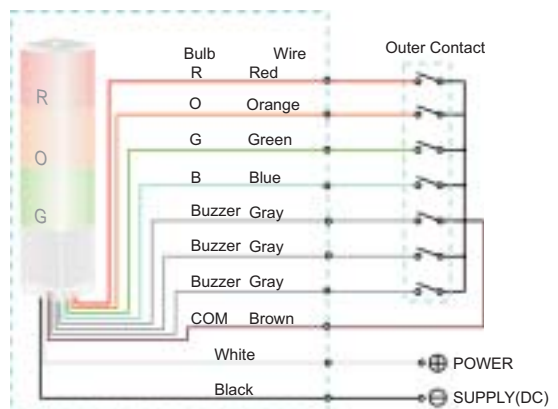 Bulb Wire Outer Contact
R Red
R
O Orange
O
G Green
G
B Blue
Buzzer Gray
Buzzer Gray
Buzzer Gray
COM Brown
White POWER
Black SUPPLY(DC)